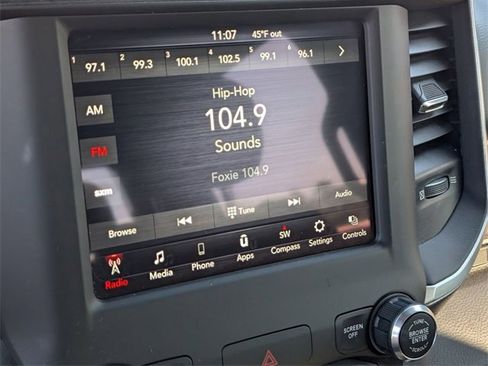 11:07 45°F out
1 97.1 2 99.3 3 100.1 4 102.5 5 99.1 6 96.1
Hip-Hop
AM
104.9
FM
Sounds
Foxie 104.9
sxm
Browse Tune Audio
SW
Radio Media Phone Apps Compass Settings Controls
SCREEN OFF
TUNE
BROWSE
ENTER
SCROLL